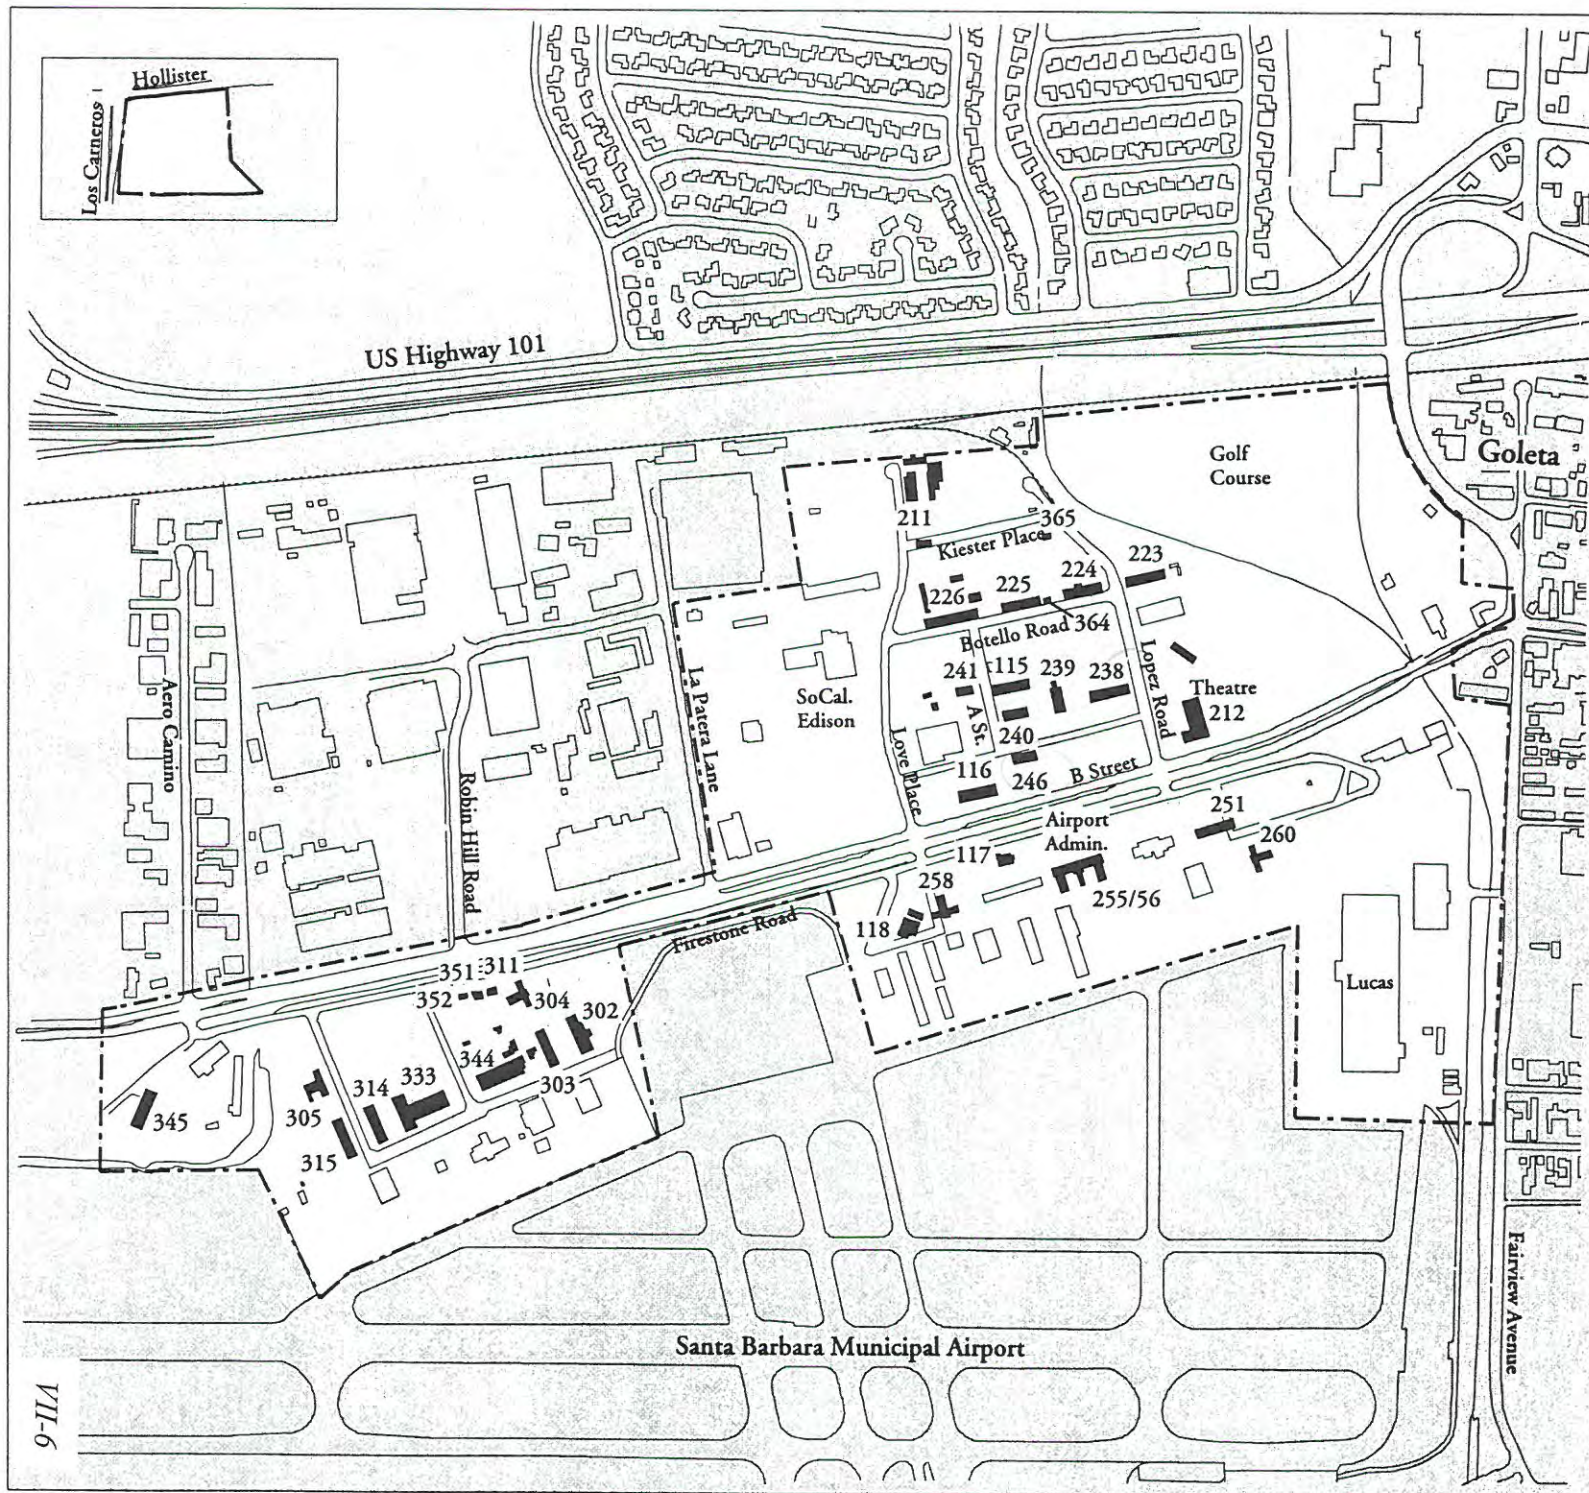 Hollister
Los Carneros
US Highway 101
Golf
Course
Goleta
211
365
Kiester Place
223
224
225
226
364
Botello Road
Lopez Road
241
115
239
238
Theatre
212
La Patera Lane
SoCal.
Edison
Aero Camino
A St.
240
Love Place
116
246
B Street
Robin Hill Road
Airport
Admin.
251
260
117
258
255/56
118
Firestone Road
351
311
352
304
302
Lucas
344
303
314
333
305
345
315
Fairview Avenue
Santa Barbara Municipal Airport
VII-6